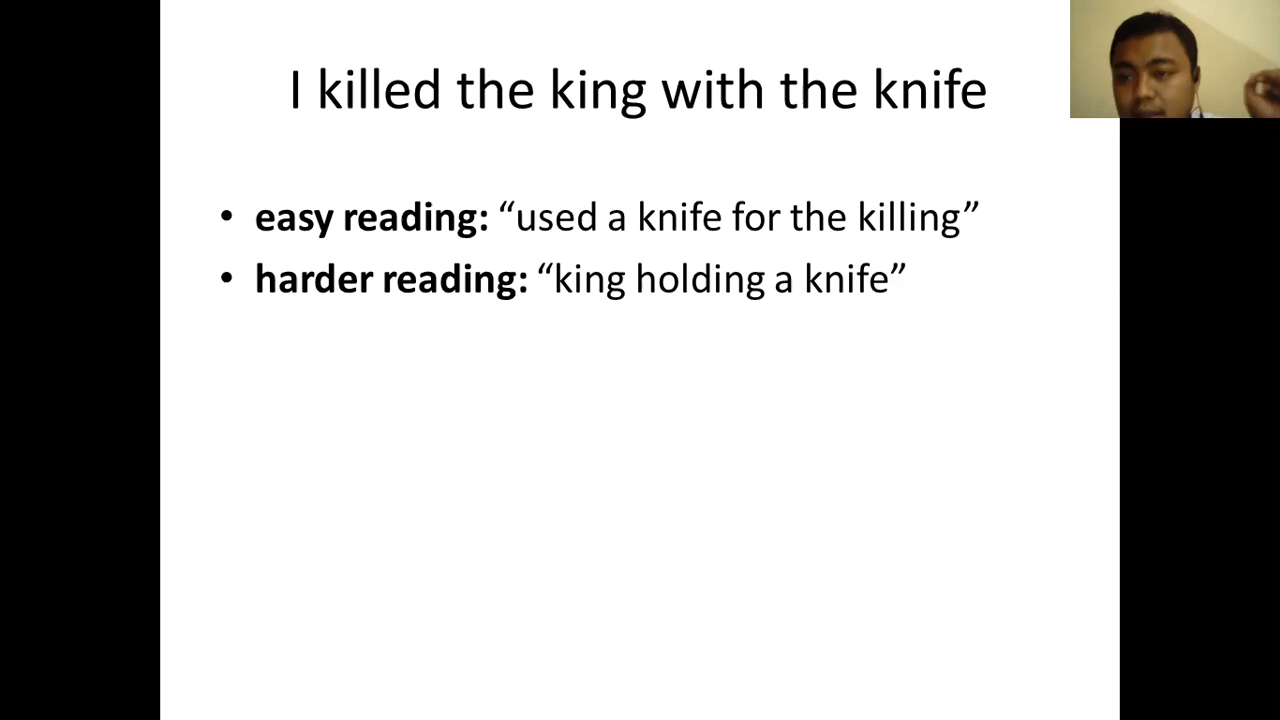 I killed the king with the knife
• easy reading: “used a knife for the killing”
• harder reading: “king holding a knife”